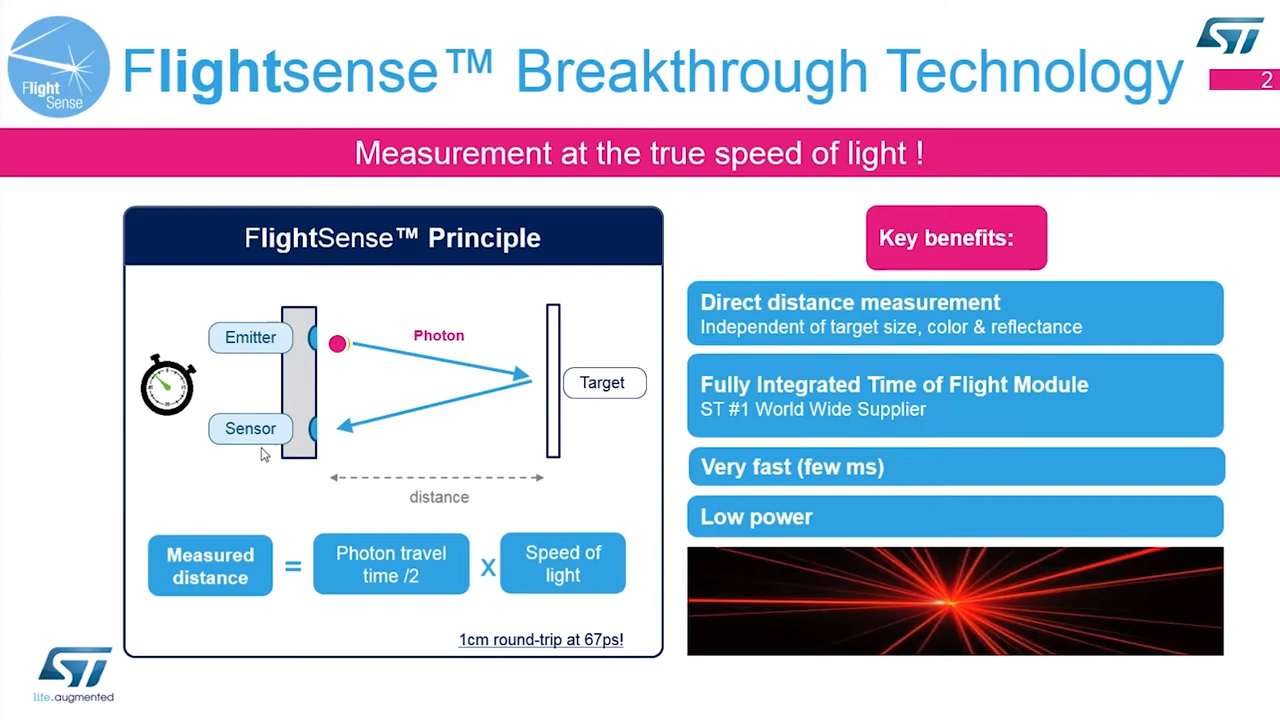 Flight
Sense
Flightsense™ Breakthrough Technology
ST
2
Measurement at the true speed of light !
FlightSense™ Principle
Emitter
Photon
Target
Sensor
distance
Measured
distance
=
Photon travel
time /2
x
Speed of
light
1cm round-trip at 67ps!
Key benefits:
Direct distance measurement
Independent of target size, color & reflectance
Fully Integrated Time of Flight Module
ST #1 World Wide Supplier
Very fast (few ms)
Low power
ST
life.augmented